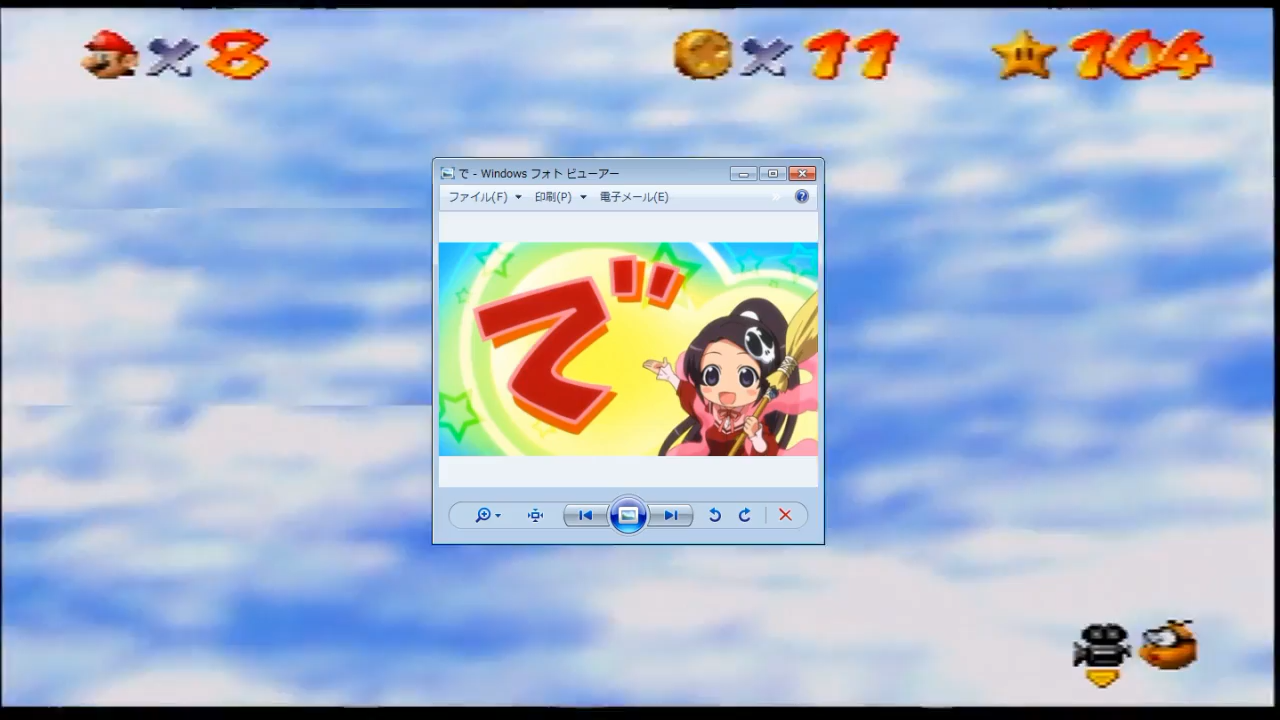 ×8
×11
104
で - Windows フォト ビューアー
ファイル(F) 印刷(P) 電子メール(E)
で